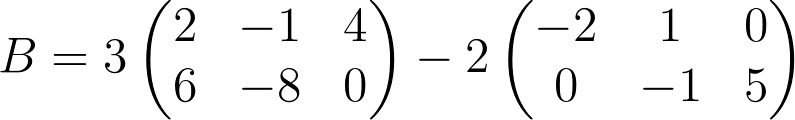 B = 3 \begin{pmatrix} 2 & -1 & 4 \\ 6 & -8 & 0 \end{pmatrix} - 2 \begin{pmatrix} -2 & 1 & 0 \\ 0 & -1 & 5 \end{pmatrix}